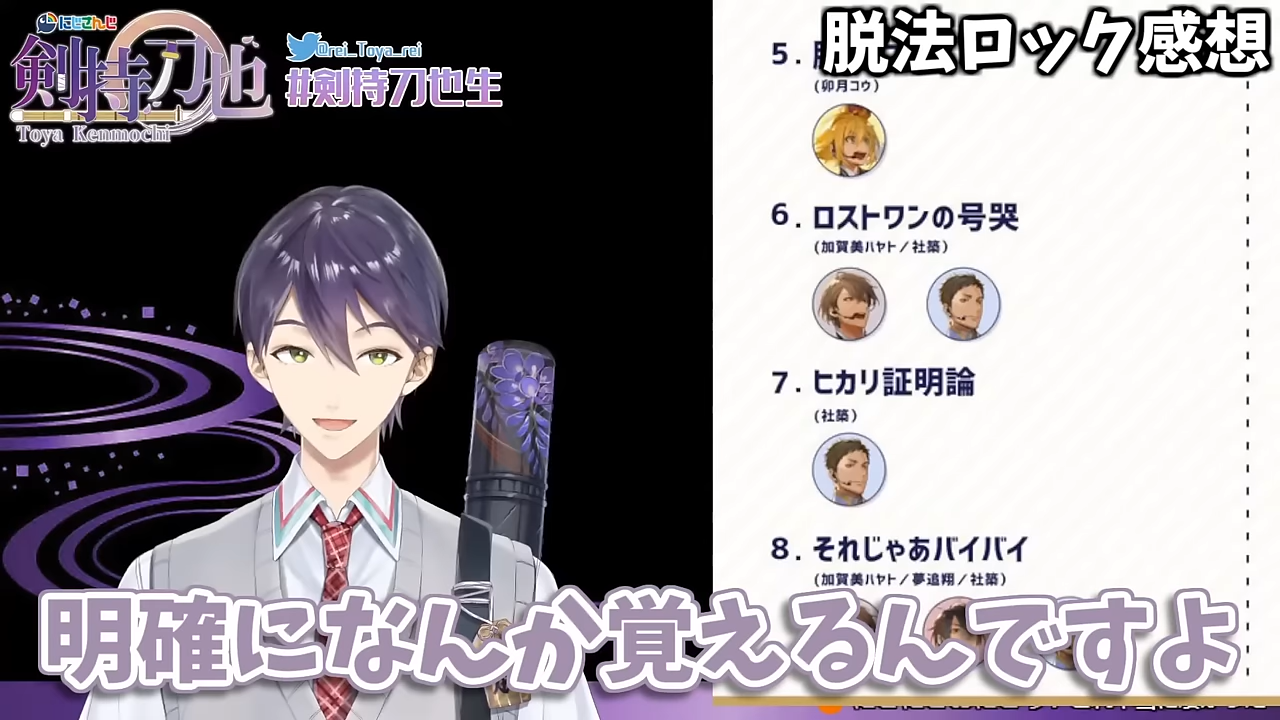 にじさんじ
剣持刀也
Toya Kenmochi
@rei_Toya_rei
#剣持刀也生
脱法ロック感想
5.
(卯月コウ)
6. ロストワンの号哭
(加賀美ハヤト/社築)
7. ヒカリ証明論
(社築)
8. それじゃあバイバイ
(加賀美ハヤト/夢追翔/社築)
明確になんか覚えるんですよ